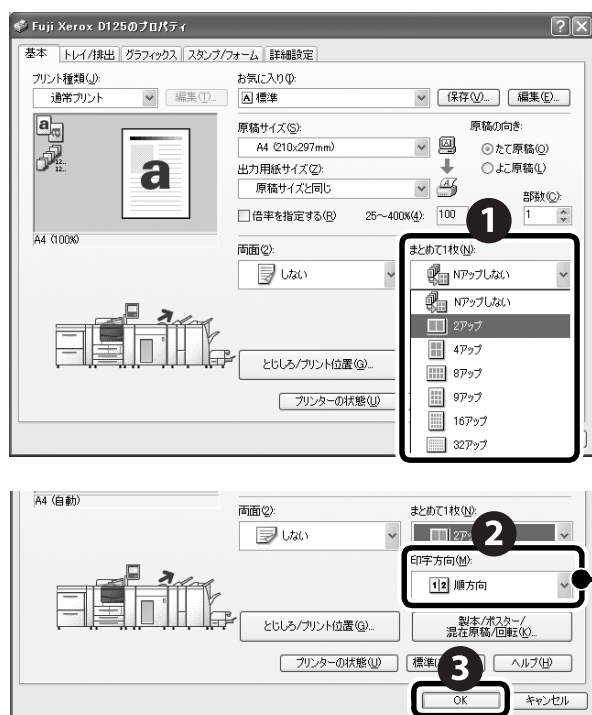 Fuji Xerox D125のプロパティ
基本 トレイ/排出 グラフィックス スタンプ/フォーム 詳細設定
プリント種類(J): お気に入り(I):
通常プリント 編集(T)... 標準 保存(V)... 編集(E)...
原稿サイズ(S): 原稿の向き:
A4 (210x297mm) たて原稿(O)
出力用紙サイズ(Z): よこ原稿(L)
原稿サイズと同じ 部数(C):
倍率を指定する(R) 25～400%(4): 100 1
1
A4 (100%)
両面(2): まとめて1枚(N):
しない Nアップしない
Nアップしない
2アップ
4アップ
8アップ
9アップ
16アップ
32アップ
とじしろ/プリント位置(G)...
プリンターの状態(U)
A4 (自動)
両面(2): まとめて1枚(N):
しない
2
印字方向(M):
順方向
とじしろ/プリント位置(G)... 製本/ポスター/
混在原稿/回転(K)...
プリンターの状態(U) ヘルプ(H)
3
OK キャンセル